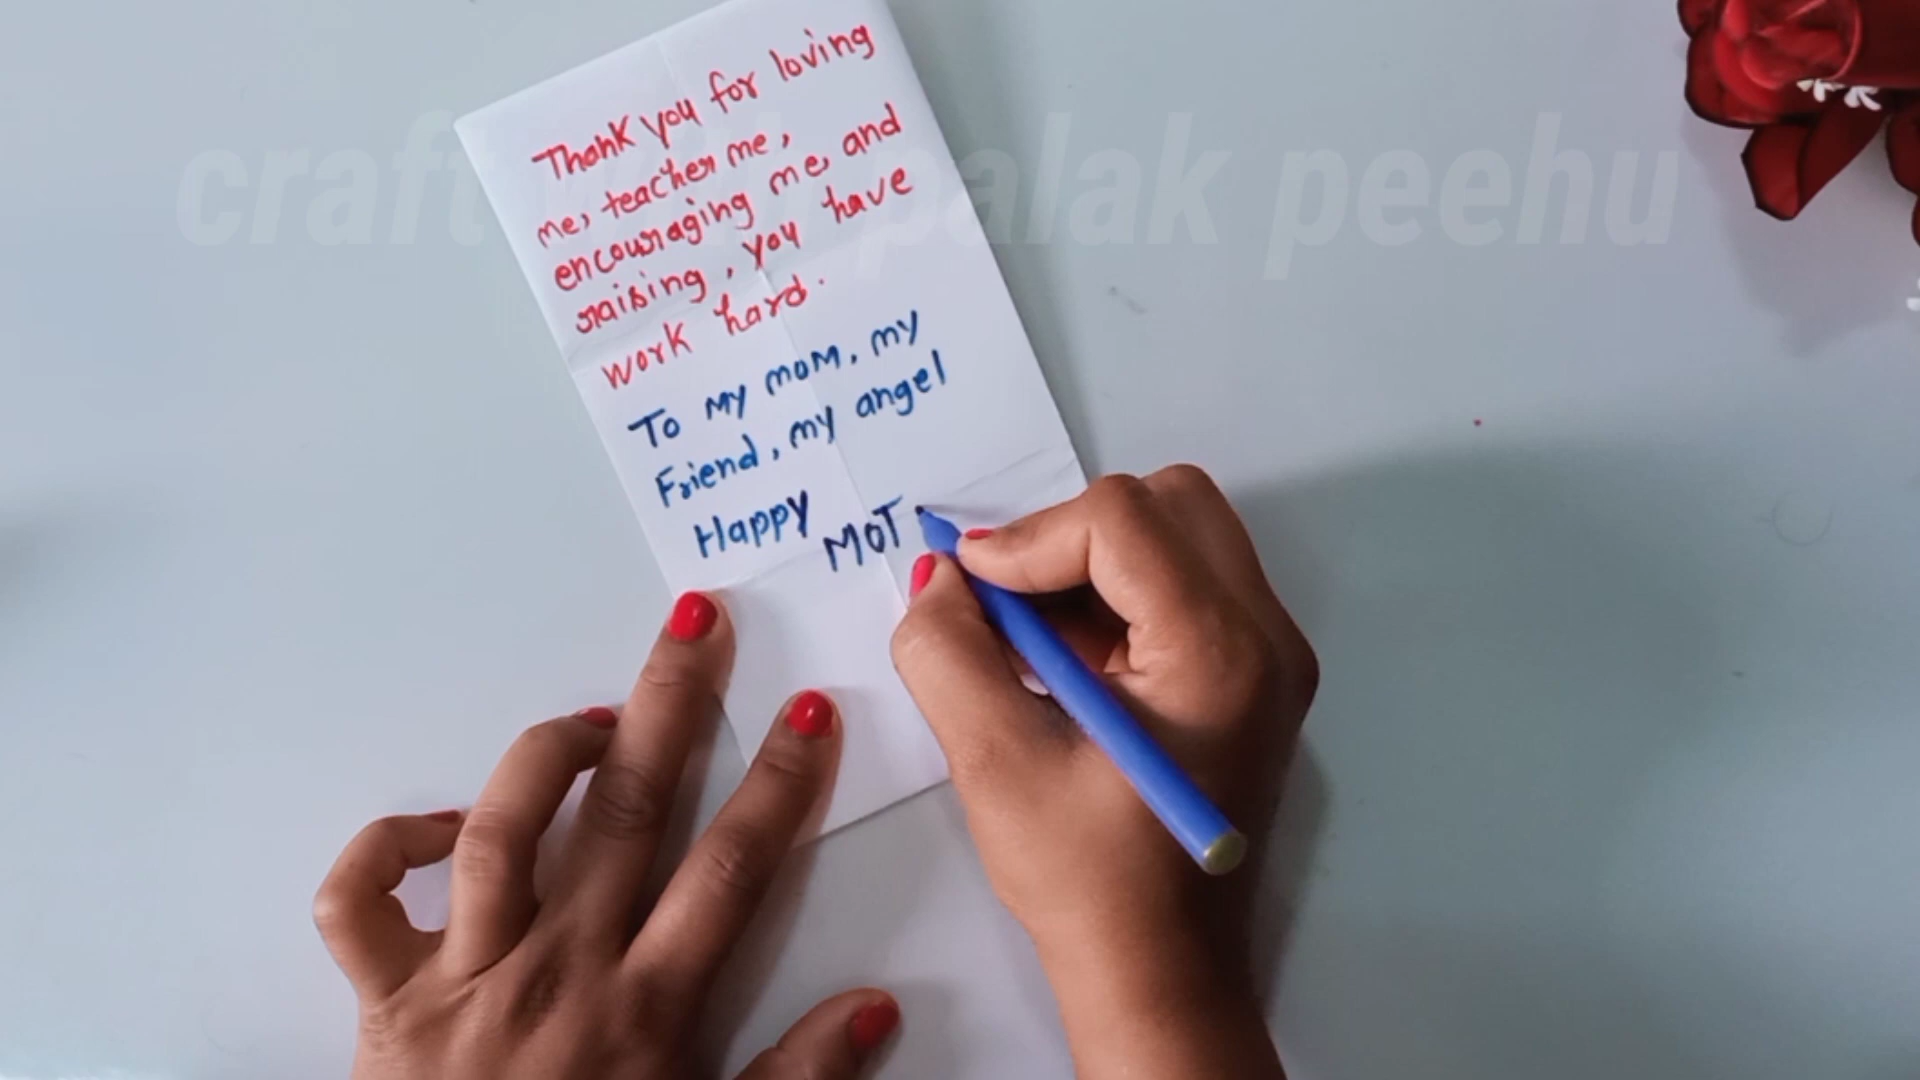 craft with palak peehu
Thank you for loving
me, teacher me,
encouraging me, and
raising, you have
work hard.
To My mom, my
Friend, my angel
Happy MOT